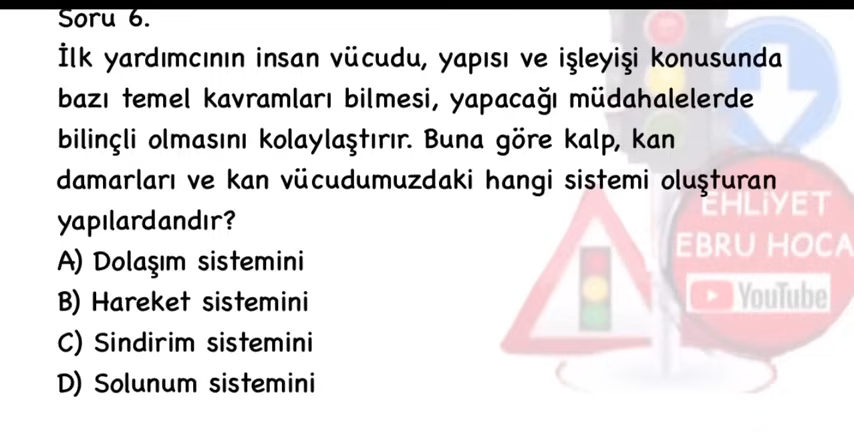 Soru 6.
İlk yardımcının insan vücudu, yapısı ve işleyişi konusunda
bazı temel kavramları bilmesi, yapacağı müdahalelerde
bilinçli olmasını kolaylaştırır. Buna göre kalp, kan
damarları ve kan vücudumuzdaki hangi sistemi oluşturan
yapılardandır?
A) Dolaşım sistemini
B) Hareket sistemini
C) Sindirim sistemini
D) Solunum sistemini
EHLİYET
EBRU HOCA
YouTube